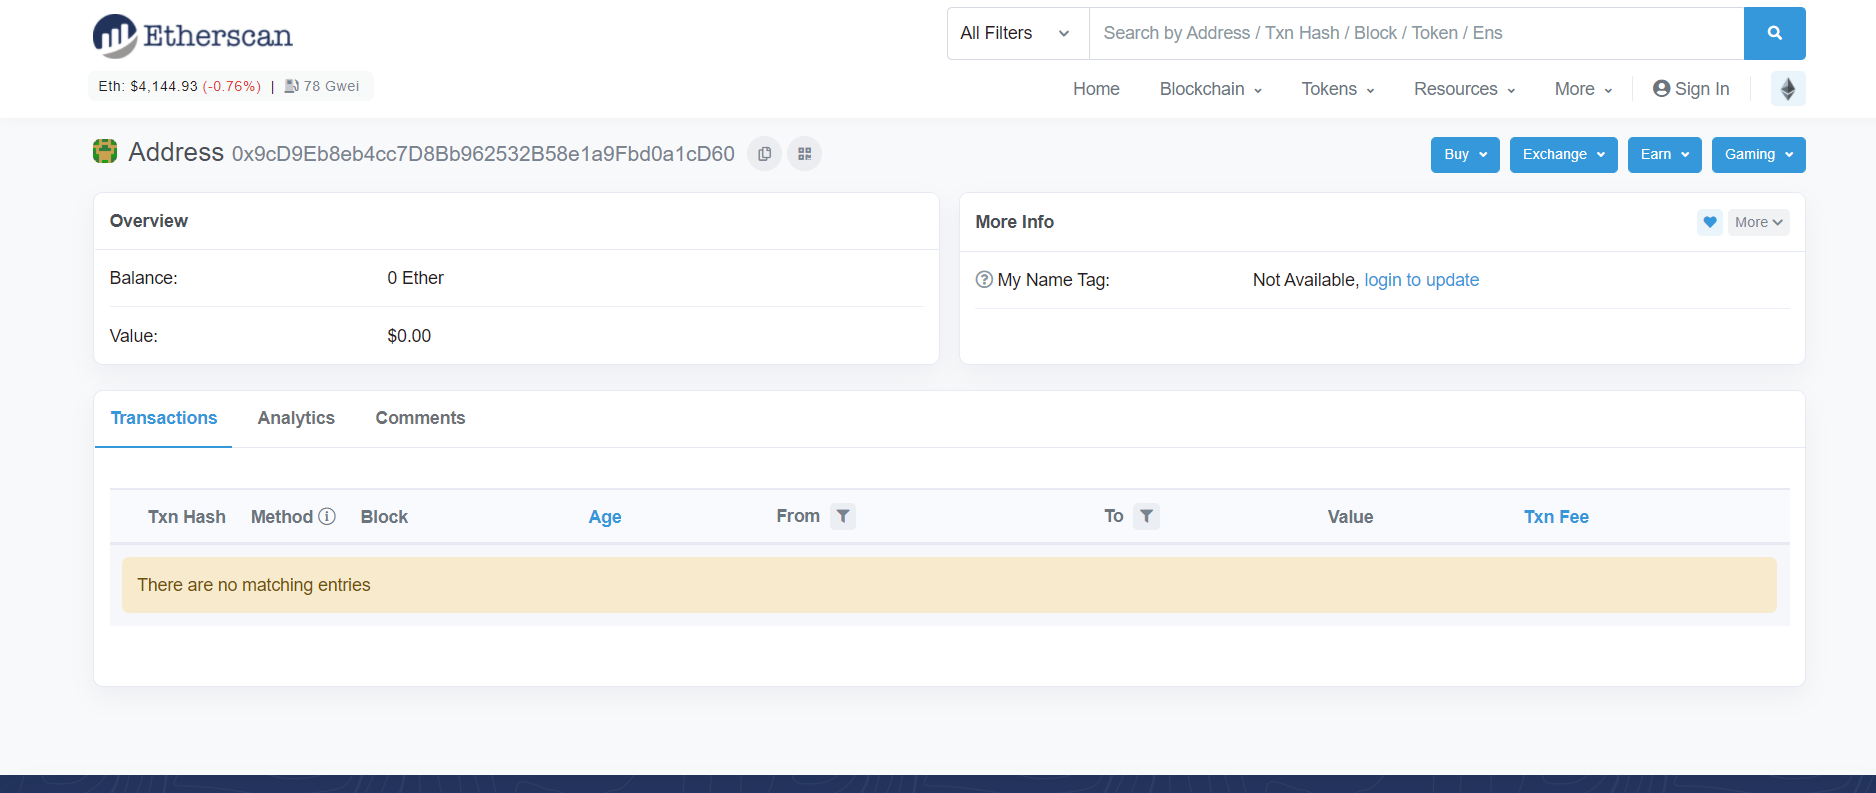 Etherscan
All Filters
Search by Address / Txn Hash / Block / Token / Ens
Eth: $4,144.93 (-0.76%) | 78 Gwei
Home Blockchain Tokens Resources More Sign In
Address 0x9cD9Eb8eb4cc7D8Bb962532B58e1a9Fbd0a1cD60
Buy Exchange Earn Gaming
Overview
Balance: 0 Ether
Value: $0.00
More Info
More
My Name Tag: Not Available, login to update
Transactions Analytics Comments
Txn Hash Method Block Age From To Value Txn Fee
There are no matching entries